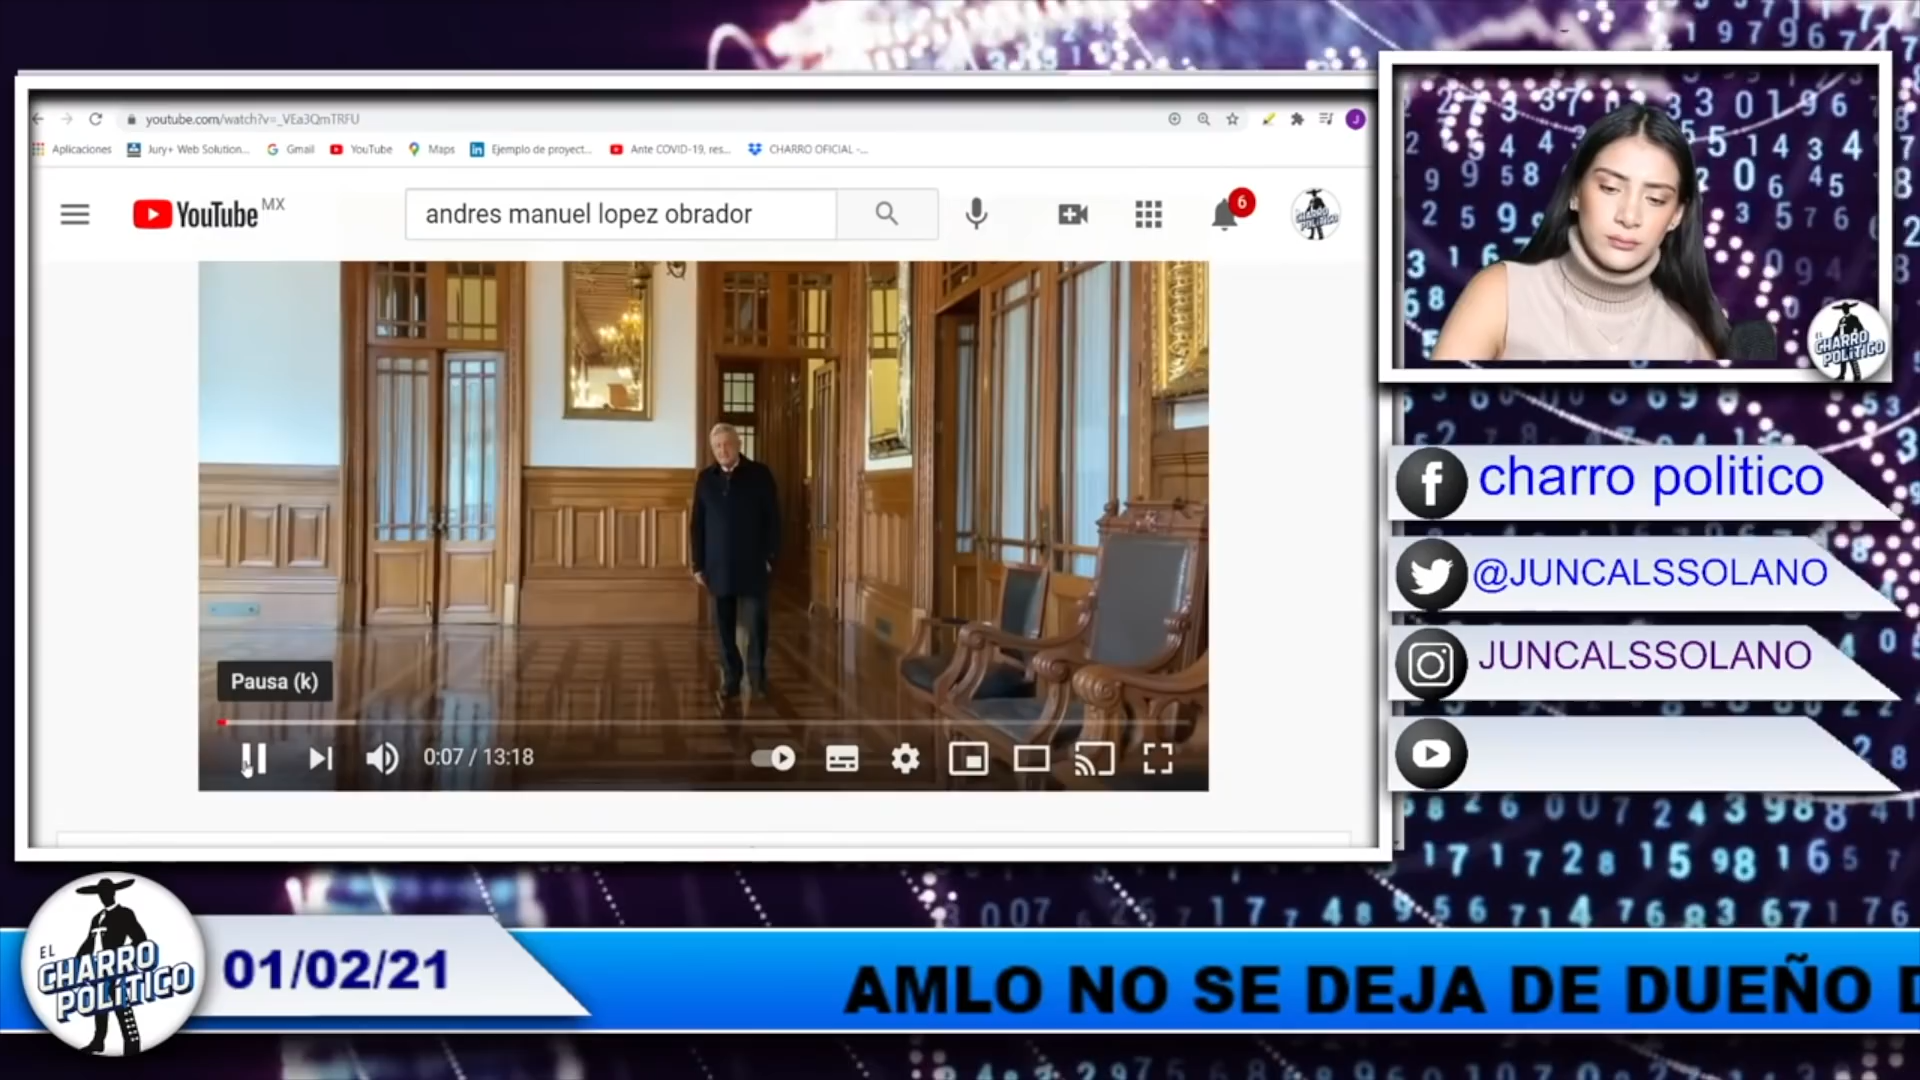 youtube.com/watch?v=_VEa3QmTRFU
Aplicaciones Jury+ Web Solution... Gmail YouTube Maps Ejemplo de proyect... Ante COVID-19, res... CHARRO OFICIAL -...
YouTube MX
andres manuel lopez obrador
6
Pausa (k)
0:07 / 13:18
CHARRO
POLÍTICO
charro politico
@JUNCALSSOLANO
JUNCALSSOLANO
EL
CHARRO
POLÍTICO
01/02/21
AMLO NO SE DEJA DE DUEÑO D